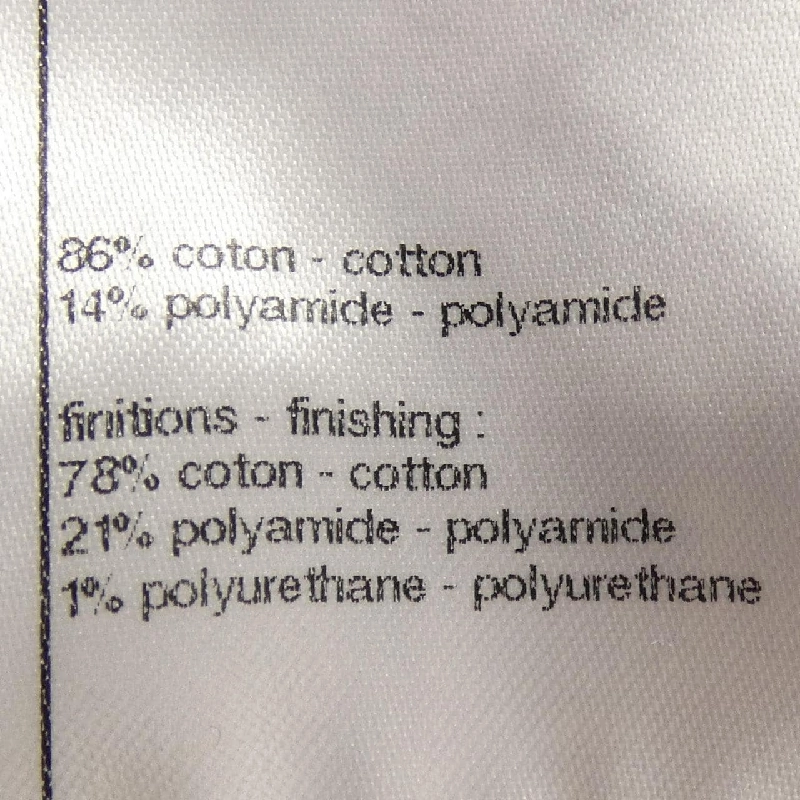 86% coton - cotton
14% polyamide - polyamide
finitions - finishing :
78% coton - cotton
21% polyamide - polyamide
1% polyurethane - polyurethane